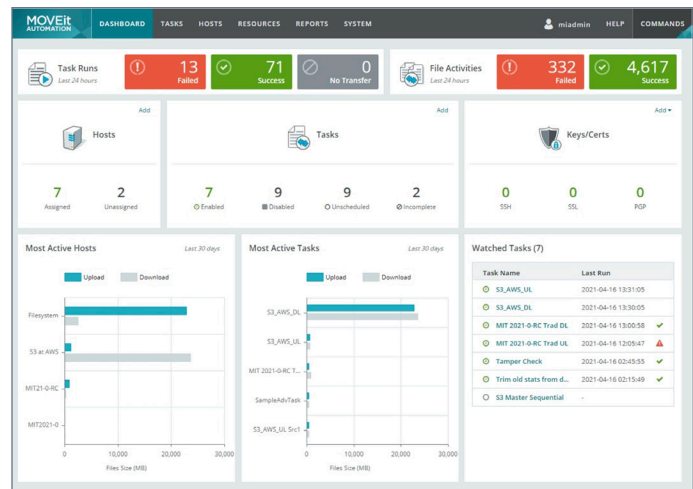 MOVEit
AUTOMATION
DASHBOARD TASKS HOSTS RESOURCES REPORTS SYSTEM miadmin HELP COMMANDS
Task Runs
Last 24 hours
13
Failed
71
Success
0
No Transfer
File Activities
Last 24 hours
332
Failed
4,617
Success
Add
Hosts
7
Assigned
2
Unassigned
Add
Tasks
7
Enabled
9
Disabled
9
Unscheduled
2
Incomplete
Add
Keys/Certs
0
SSH
0
SSL
0
PGP
Most Active Hosts Last 30 days
Upload Download
Filesystem
S3 at AWS
MIT21-0-RC
MIT2021-0
0 10,000 20,000 30,000
Files Size (MB)
Most Active Tasks Last 30 days
Upload Download
S3_AWS_DL
S3_AWS_UL
MIT 2021-0-RC T...
SampleAdvTask
S3_AWS_UL Src1
0 10,000 20,000 30,000
Files Size (MB)
Watched Tasks (7)
Task Name Last Run
S3_AWS_UL 2021-04-16 13:31:05
S3_AWS_DL 2021-04-16 13:30:05
MIT 2021-0-RC Trad DL 2021-04-16 13:00:58
MIT 2021-0-RC Trad UL 2021-04-16 12:05:47
Tamper Check 2021-04-16 02:45:55
Trim old stats from d... 2021-04-16 02:15:49
S3 Master Sequential -